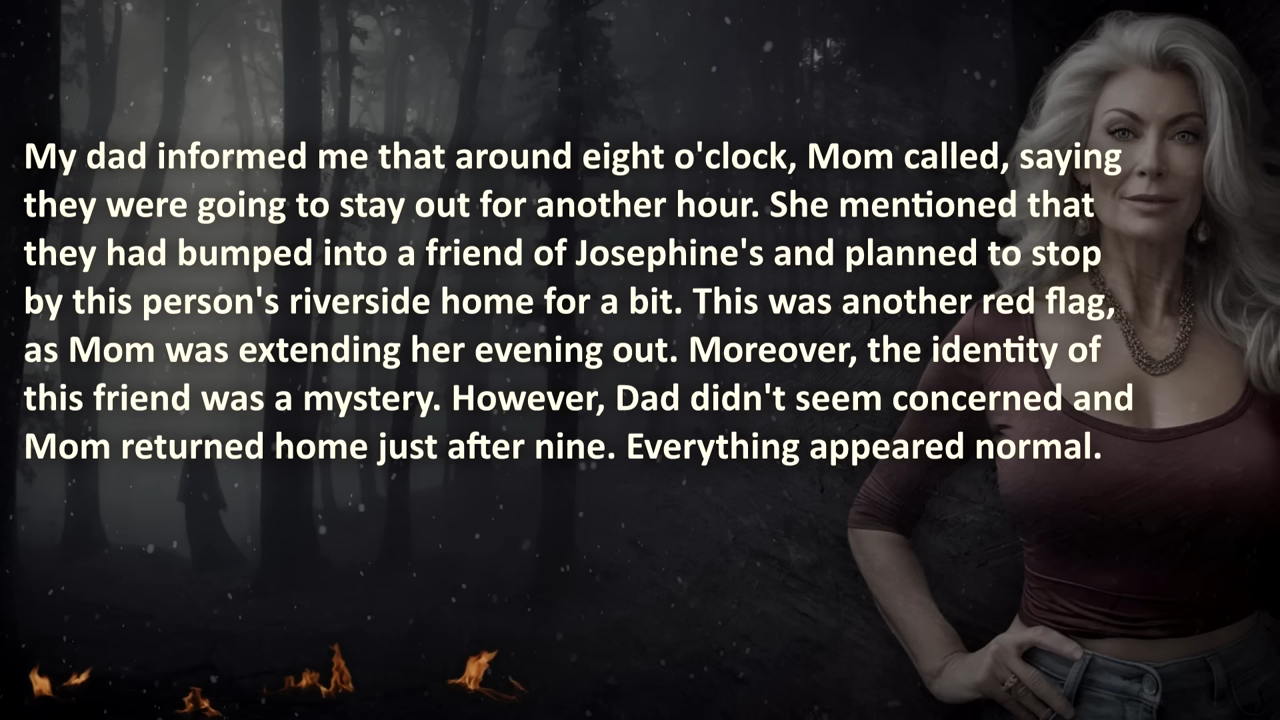 My dad informed me that around eight o'clock, Mom called, saying
they were going to stay out for another hour. She mentioned that
they had bumped into a friend of Josephine's and planned to stop
by this person's riverside home for a bit. This was another red flag,
as Mom was extending her evening out. Moreover, the identity of
this friend was a mystery. However, Dad didn't seem concerned and
Mom returned home just after nine. Everything appeared normal.